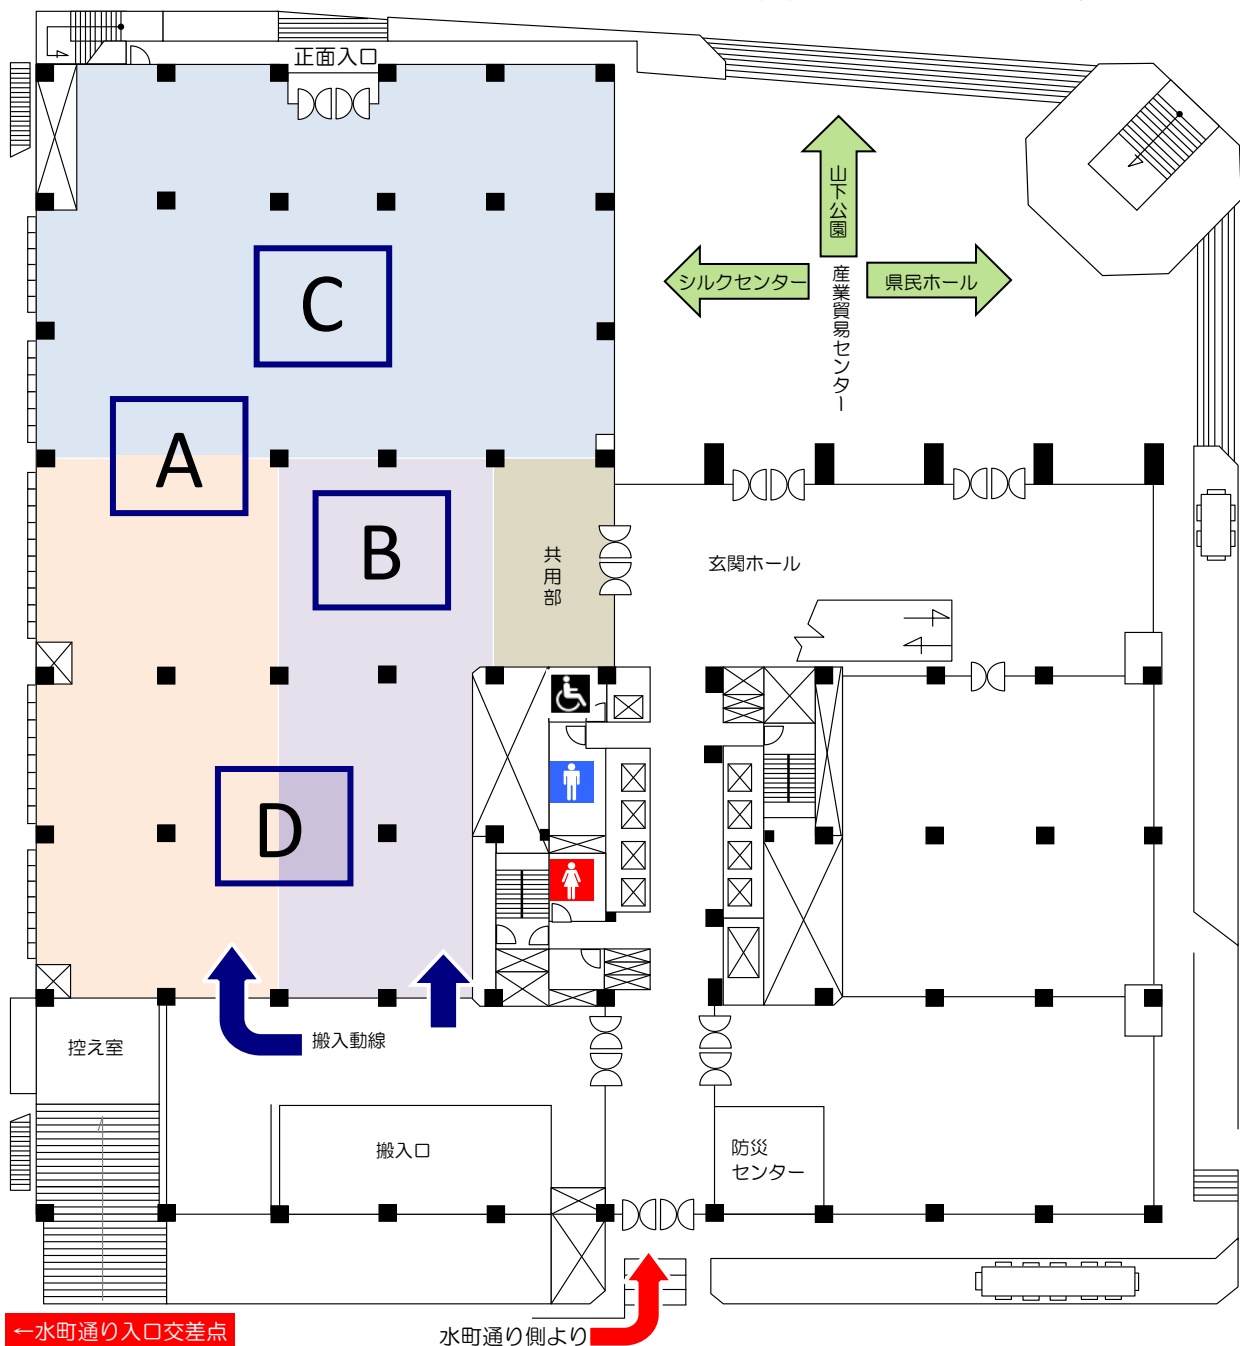 正面入口
山下公園
シルクセンター
県民ホール
産業貿易センター
C
A
B
共用部
玄関ホール
D
搬入動線
控え室
搬入口
防災
センター
←水町通り入口交差点
水町通り側より